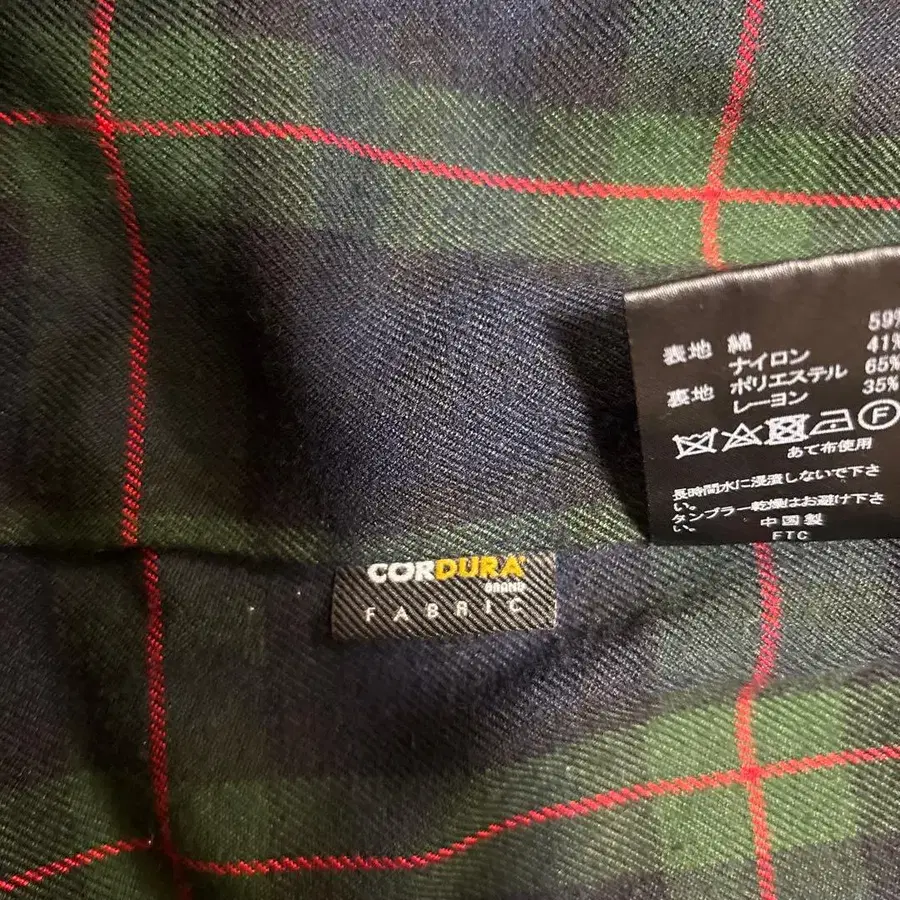 表地 綿 59%
ナイロン 41%
裏地 ポリエステル 65%
レーヨン 35%
F
あて布使用
長時間水に浸漬しないで下さ
い。
タンブラー乾燥はお避け下さ
い。
中国製
FTC
CORDURA
BRAND
FABRIC